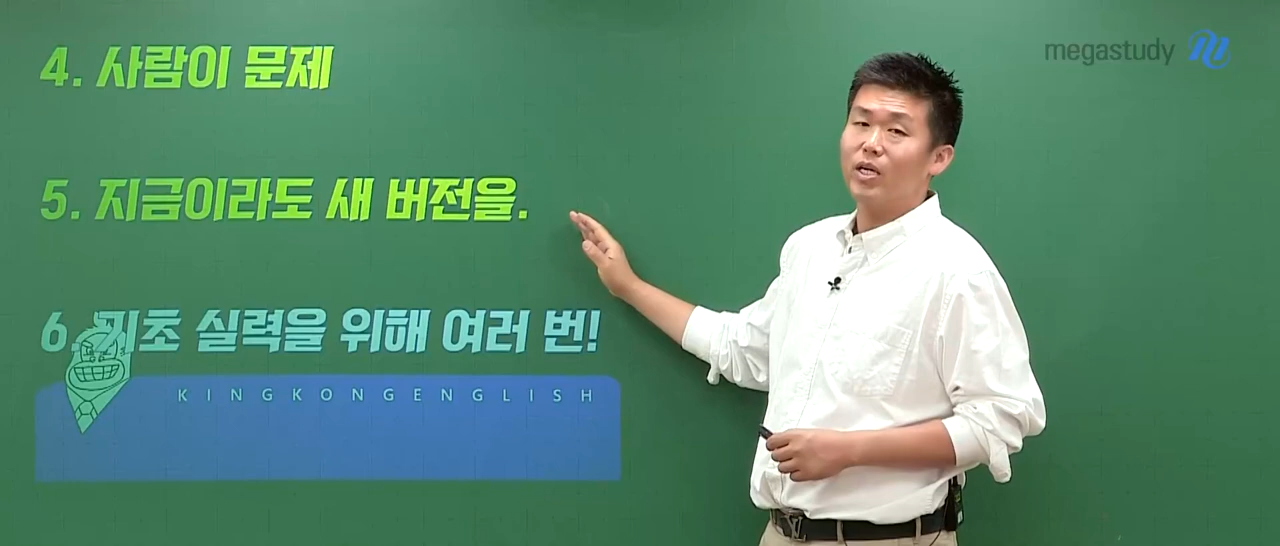 megastudy
4. 사람이 문제
5. 지금이라도 새 버전을.
6. 기초 실력을 위해 여러 번!
KINGKONGENGLISH